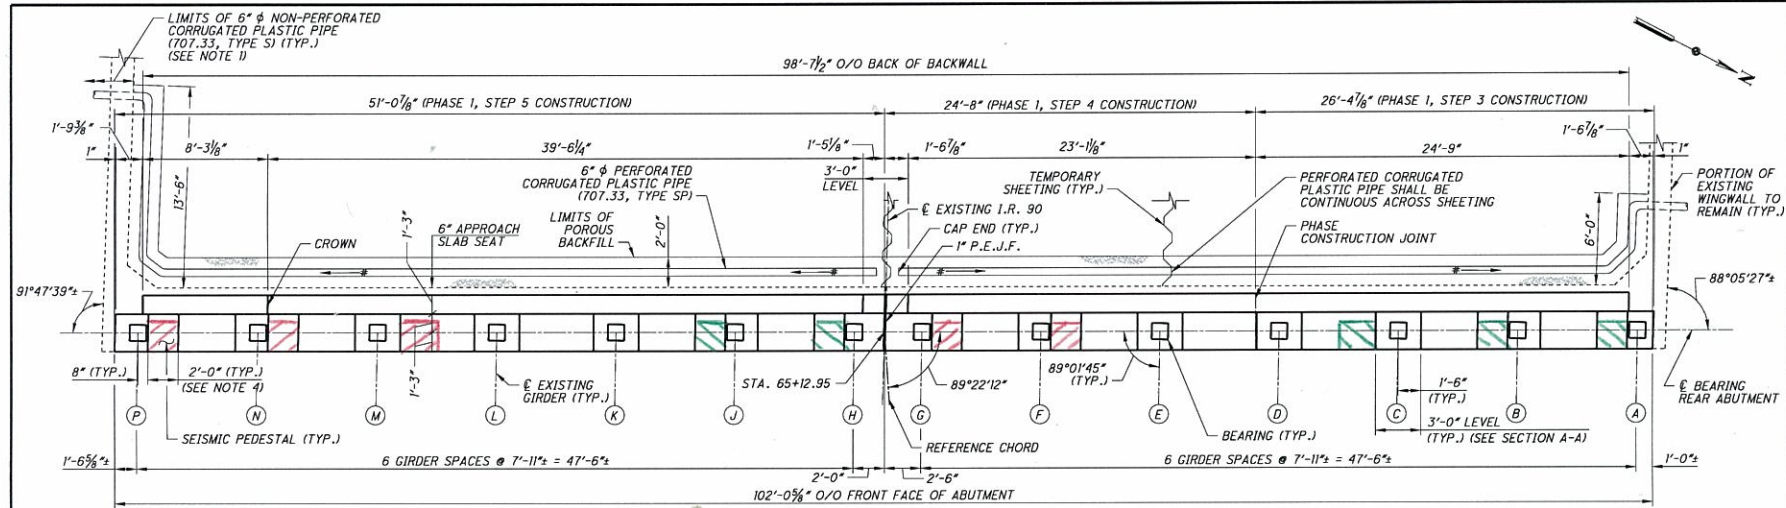 LIMITS OF 6" ϕ NON-PERFORATED
CORRUGATED PLASTIC PIPE
(707.33, TYPE S) (TYP.)
(SEE NOTE 1)
N
98'-7½" O/O BACK OF BACKWALL
51'-0⅞" (PHASE 1, STEP 5 CONSTRUCTION)
24'-8" (PHASE 1, STEP 4 CONSTRUCTION)
26'-4⅞" (PHASE 1, STEP 3 CONSTRUCTION)
1'-9⅜"
1"
8'-3⅛"
39'-6¼"
1'-5⅛"
1'-6⅞"
23'-1⅛"
24'-9"
1'-6⅞"
1"
3'-0"
LEVEL
13'-6"
6" ϕ PERFORATED
CORRUGATED PLASTIC PIPE
(707.33, TYPE SP)
TEMPORARY
SHEETING (TYP.)
PERFORATED CORRUGATED
PLASTIC PIPE SHALL BE
CONTINUOUS ACROSS SHEETING
PORTION OF
EXISTING
WINGWALL TO
REMAIN (TYP.)
℄ EXISTING I.R. 90
CAP END (TYP.)
1" P.E.J.F.
LIMITS OF
POROUS
BACKFILL
2'-0"
1'-3"
6" APPROACH
SLAB SEAT
CROWN
PHASE
CONSTRUCTION JOINT
6'-0"
91°47'39"±
88°05'27"±
8" (TYP.)
2'-0" (TYP.)
(SEE NOTE 4)
1'-3"
℄ EXISTING
GIRDER (TYP.)
STA. 65+12.95
89°22'12"
89°01'45"
(TYP.)
1'-6"
(TYP.)
℄ BEARING
REAR ABUTMENT
P
N
M
L
K
J
H
G
F
E
D
C
B
A
SEISMIC PEDESTAL (TYP.)
REFERENCE CHORD
BEARING (TYP.)
3'-0" LEVEL
(TYP.) (SEE SECTION A-A)
1'-6⅝"±
6 GIRDER SPACES @ 7'-11"± = 47'-6"±
2'-0"
2'-6"
6 GIRDER SPACES @ 7'-11"± = 47'-6"±
1'-0"±
102'-0⅝" O/O FRONT FACE OF ABUTMENT